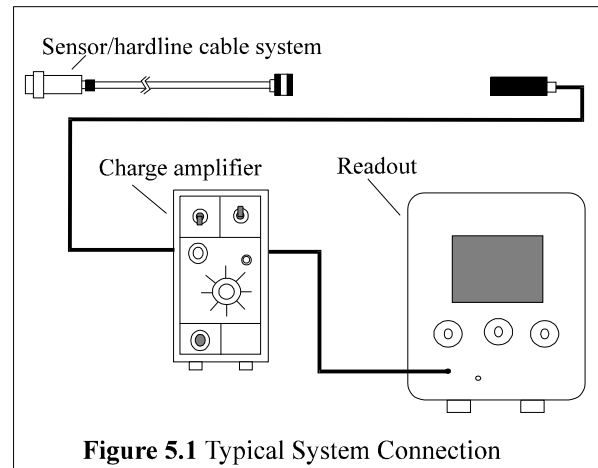 Sensor/hardline cable system
Charge amplifier
Readout
Figure 5.1 Typical System Connection